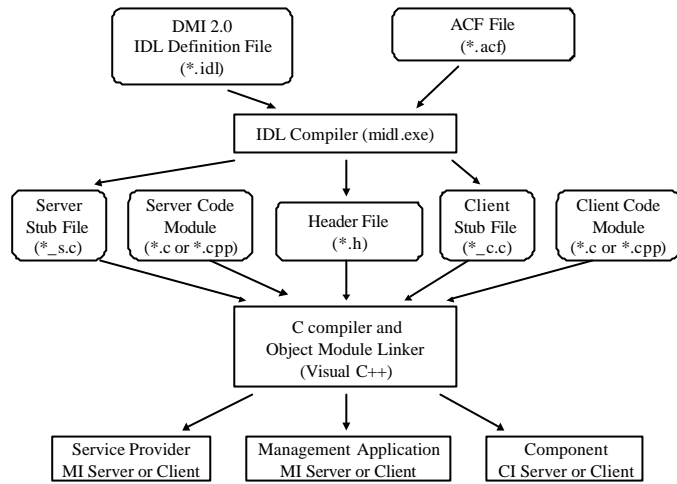 DMI 2.0
IDL Definition File
(*.idl)
ACF File
(*.acf)
IDL Compiler (midl.exe)
Server
Stub File
(*_s.c)
Server Code
Module
(*.c or *.cpp)
Header File
(*.h)
Client
Stub File
(*_c.c)
Client Code
Module
(*.c or *.cpp)
C compiler and
Object Module Linker
(Visual C++)
Service Provider
MI Server or Client
Management Application
MI Server or Client
Component
CI Server or Client